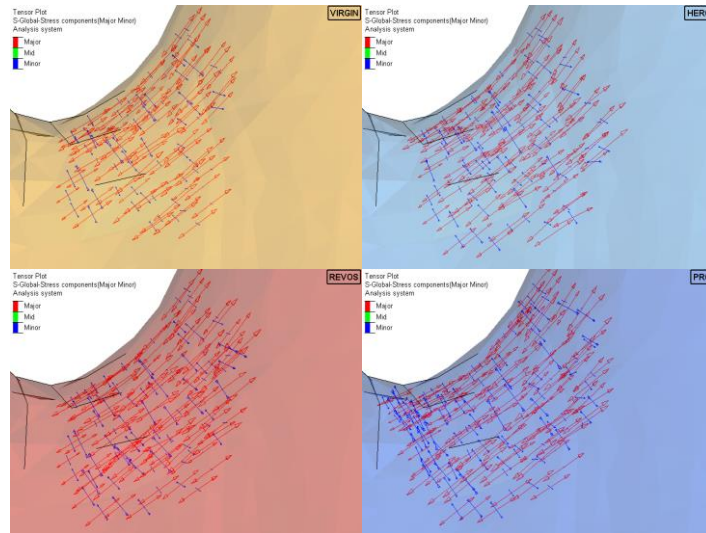 Tensor Plot
S-Global-Stress components(Major Minor)
Analysis system
Major
Mid
Minor
VIRGIN
Tensor Plot
S-Global-Stress components(Major Minor)
Analysis system
Major
Mid
Minor
HERO
Tensor Plot
S-Global-Stress components(Major Minor)
Analysis system
Major
Mid
Minor
REVOS
Tensor Plot
S-Global-Stress components(Major Minor)
Analysis system
Major
Mid
Minor